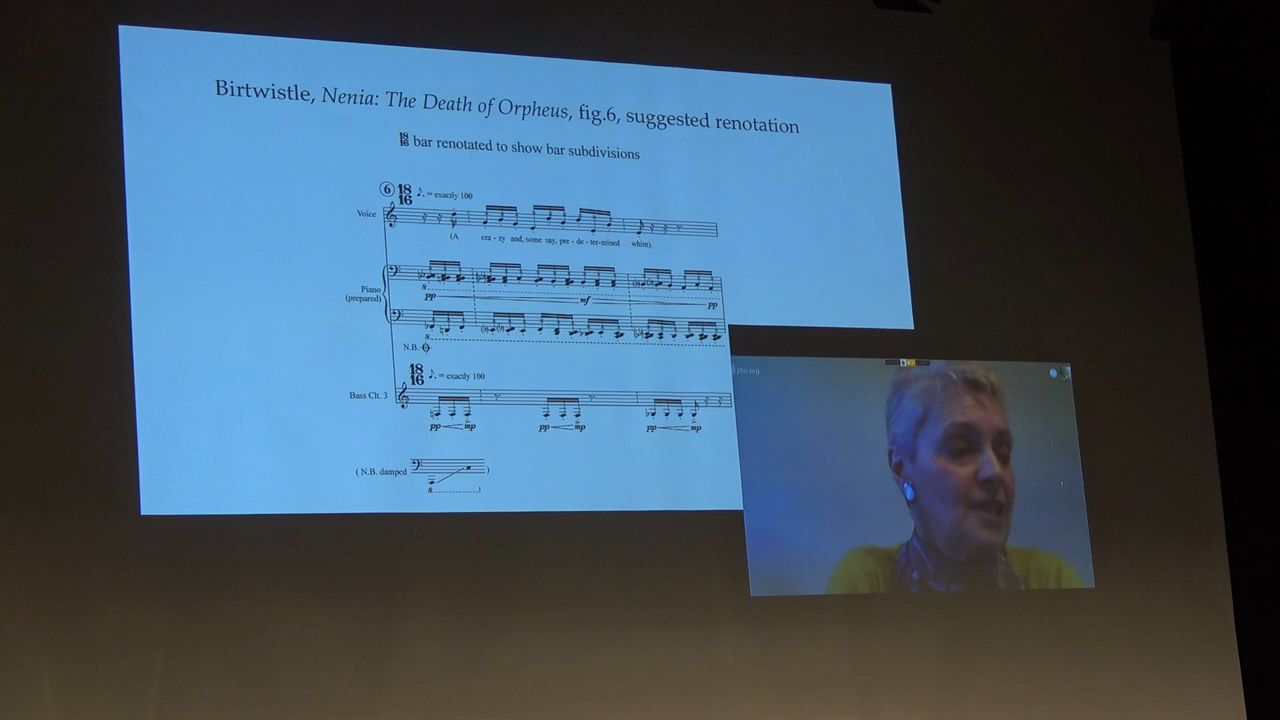 Birtwistle, Nenia: The Death of Orpheus, fig.6, suggested renotation
18/16 bar renotated to show bar subdivisions
6 18/16 ♪. = exactly 100
Voice
(A cra - zy and, some say, pre - de - ter-mined whim).
Piano
(prepared)
8
pp mf pp
8
N.B.
18/16 ♪. = exactly 100
Bass Clt. 3
pp mp pp mp pp mp
( N.B. damped )
8